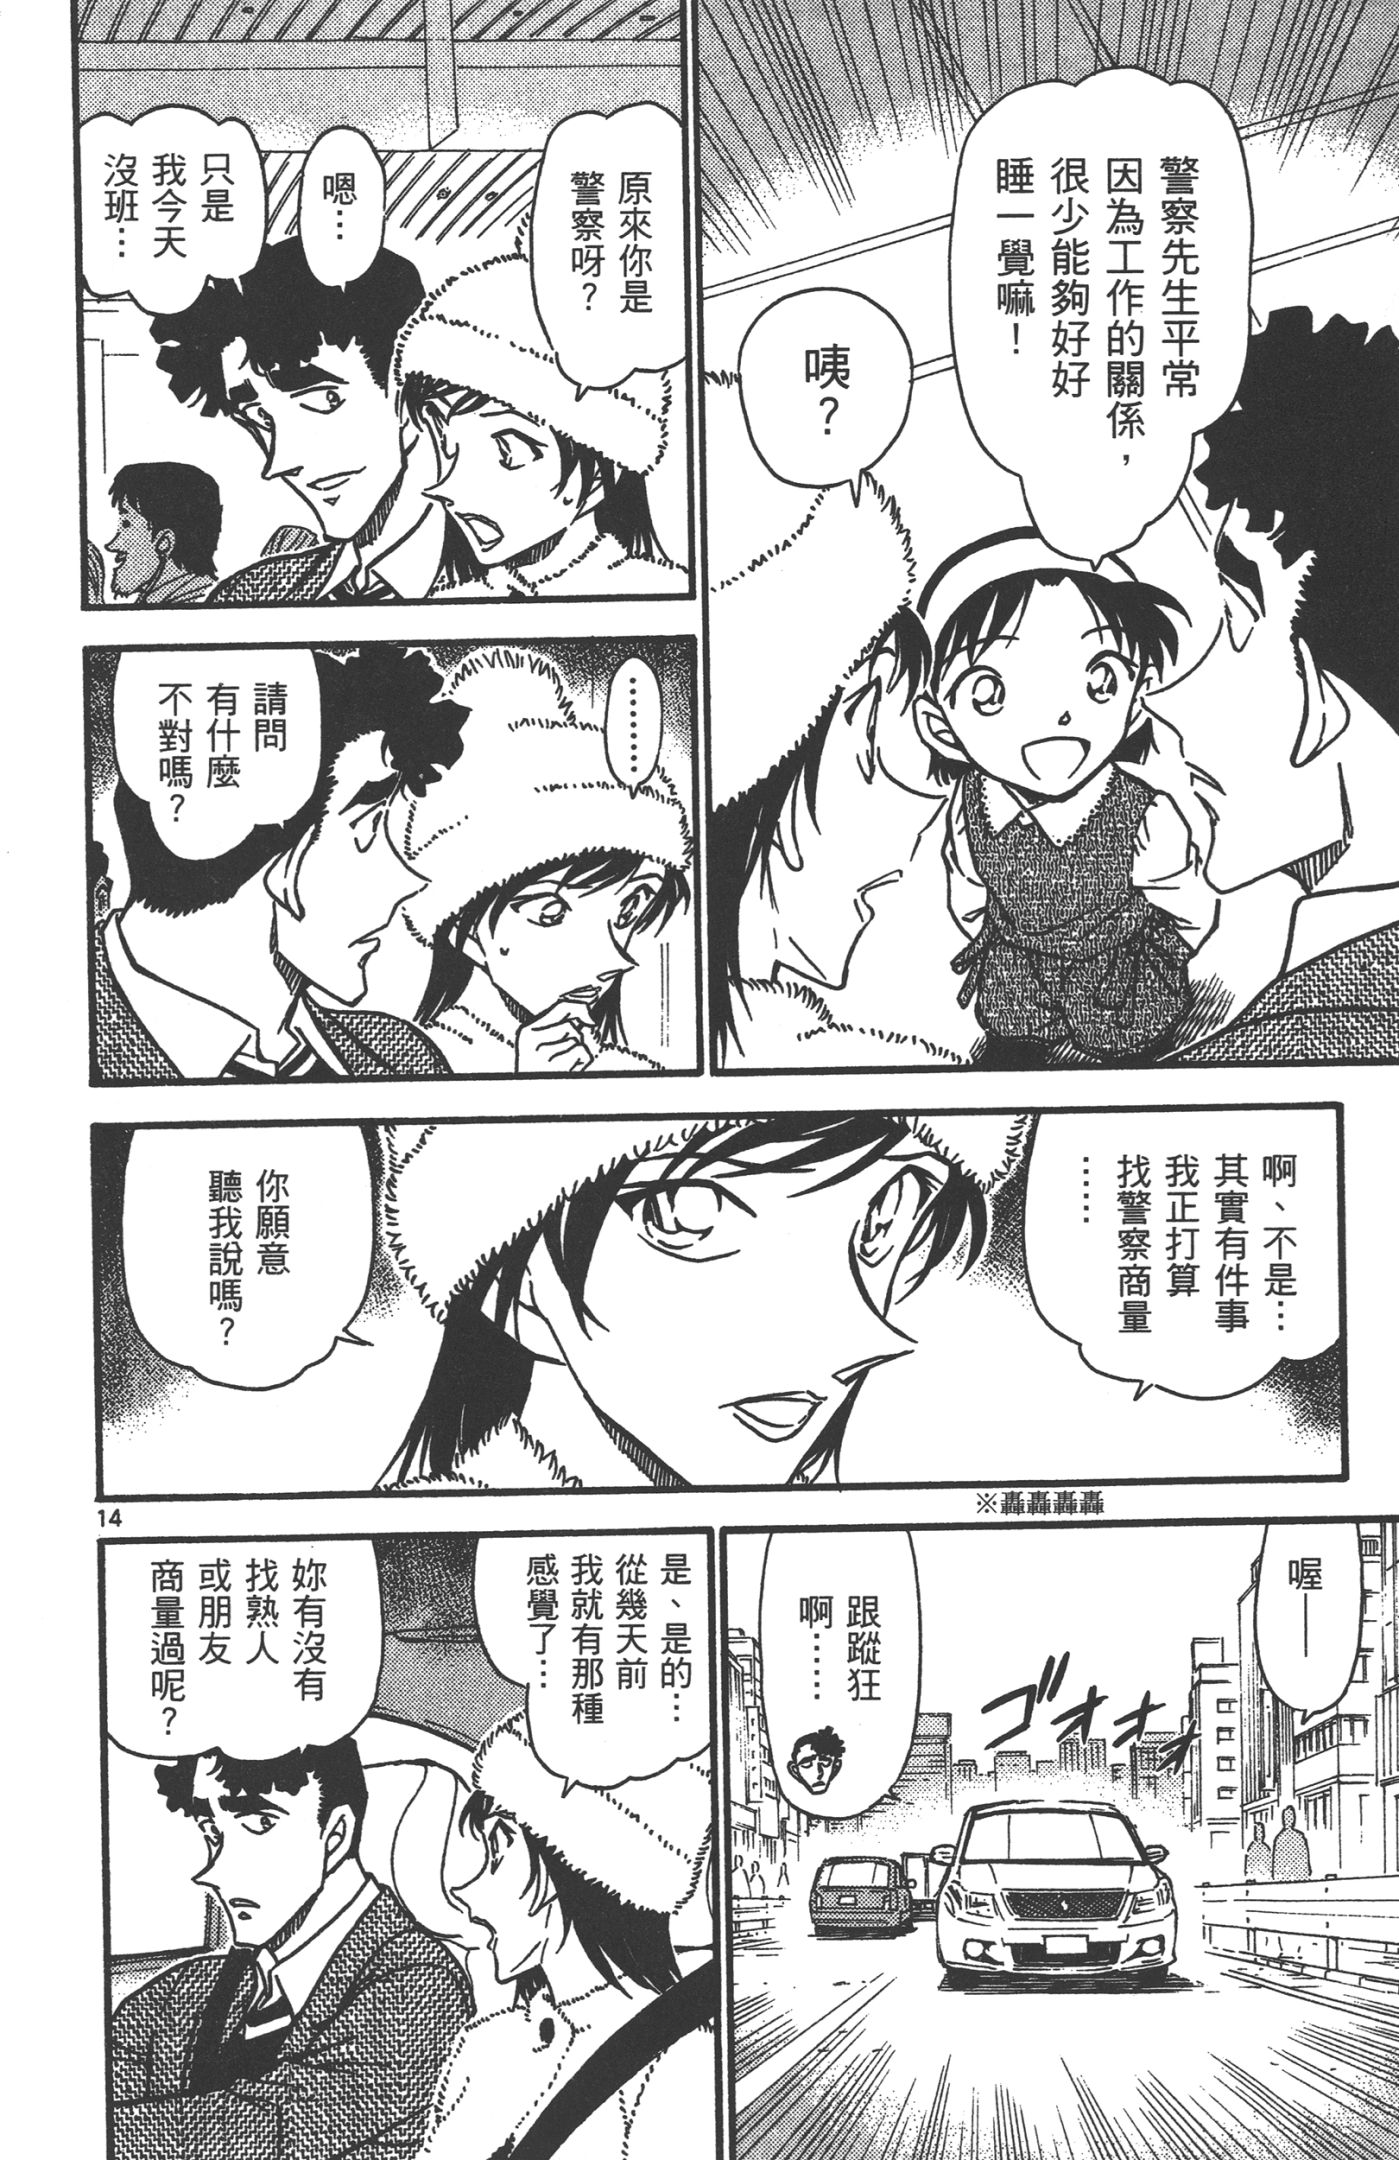 警察先生平常
因為工作的關係，
很少能夠好好
睡一覺嘛！
咦？
原來你是
警察呀？
嗯…
只是
我今天
沒班…
………
請問
有什麼
不對嗎？
啊、不是…
其實有件事
我正打算
找警察商量
……
你願意
聽我說嗎？
14
※轟轟轟轟
喔——
ゴオオオ
跟蹤狂
啊……
是、是的…
從幾天前
我就有那種
感覺了…
妳有沒有
找熟人
或朋友
商量過呢？